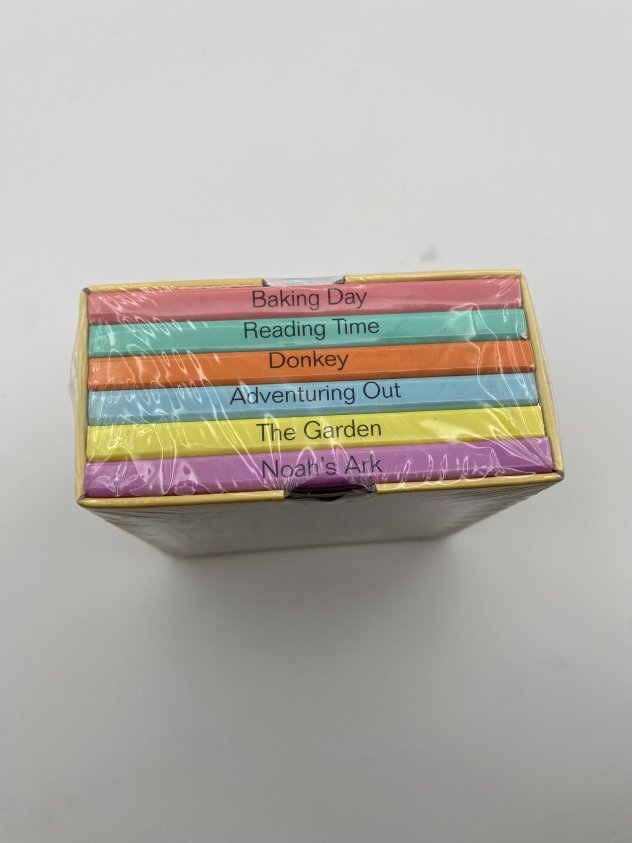 Baking Day
Reading Time
Donkey
Adventuring Out
The Garden
Noah's Ark